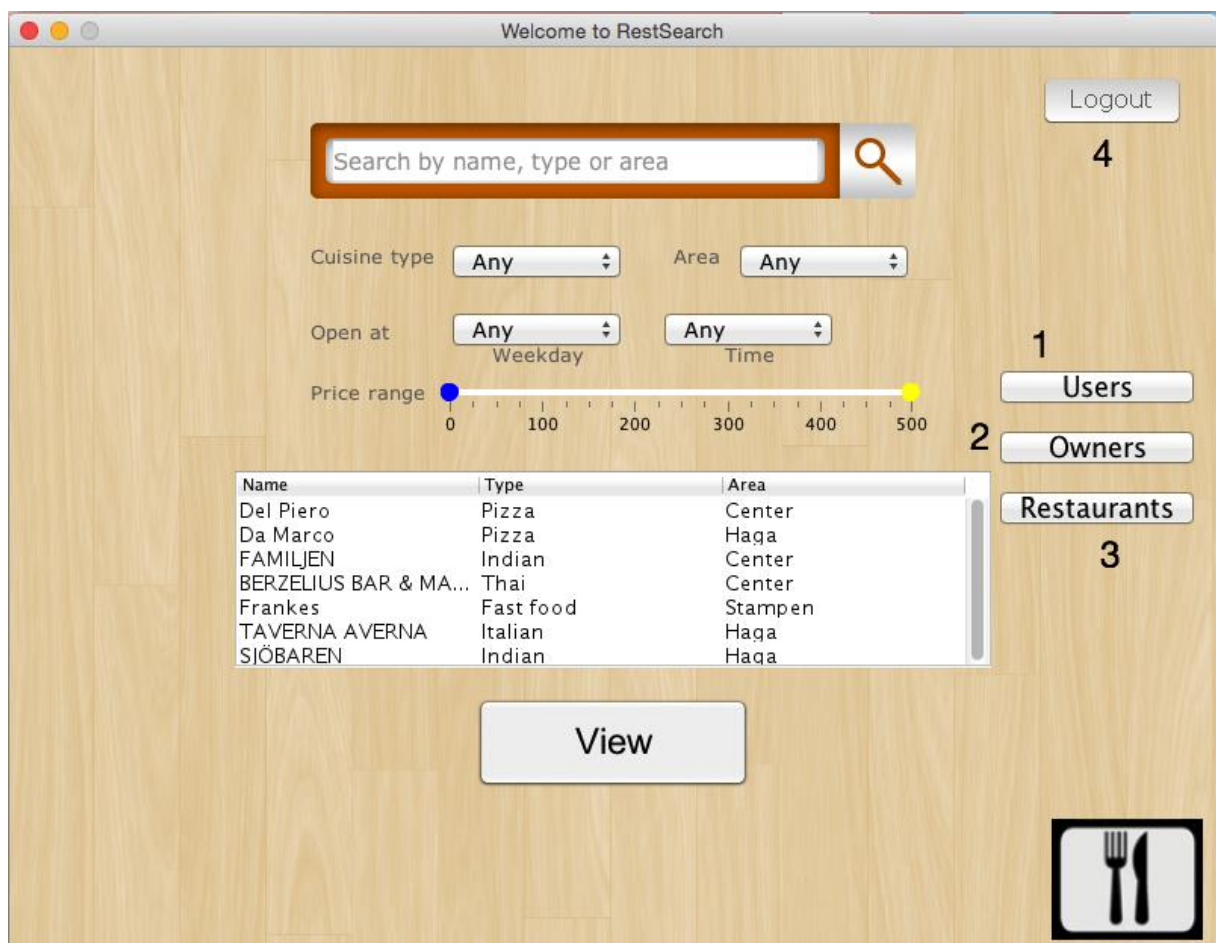 Welcome to RestSearch
Logout
4
Search by name, type or area
Cuisine type Any Area Any
Open at Any Any
Weekday Time
1
Price range
Users
0 100 200 300 400 500
2 Owners
Name Type Area
Restaurants
Del Piero Pizza Center
Da Marco Pizza Haga
3
FAMILJEN Indian Center
BERZELIUS BAR & MA... Thai Center
Frankes Fast food Stampen
TAVERNA AVERNA Italian Haga
SJÖBAREN Indian Haga
View